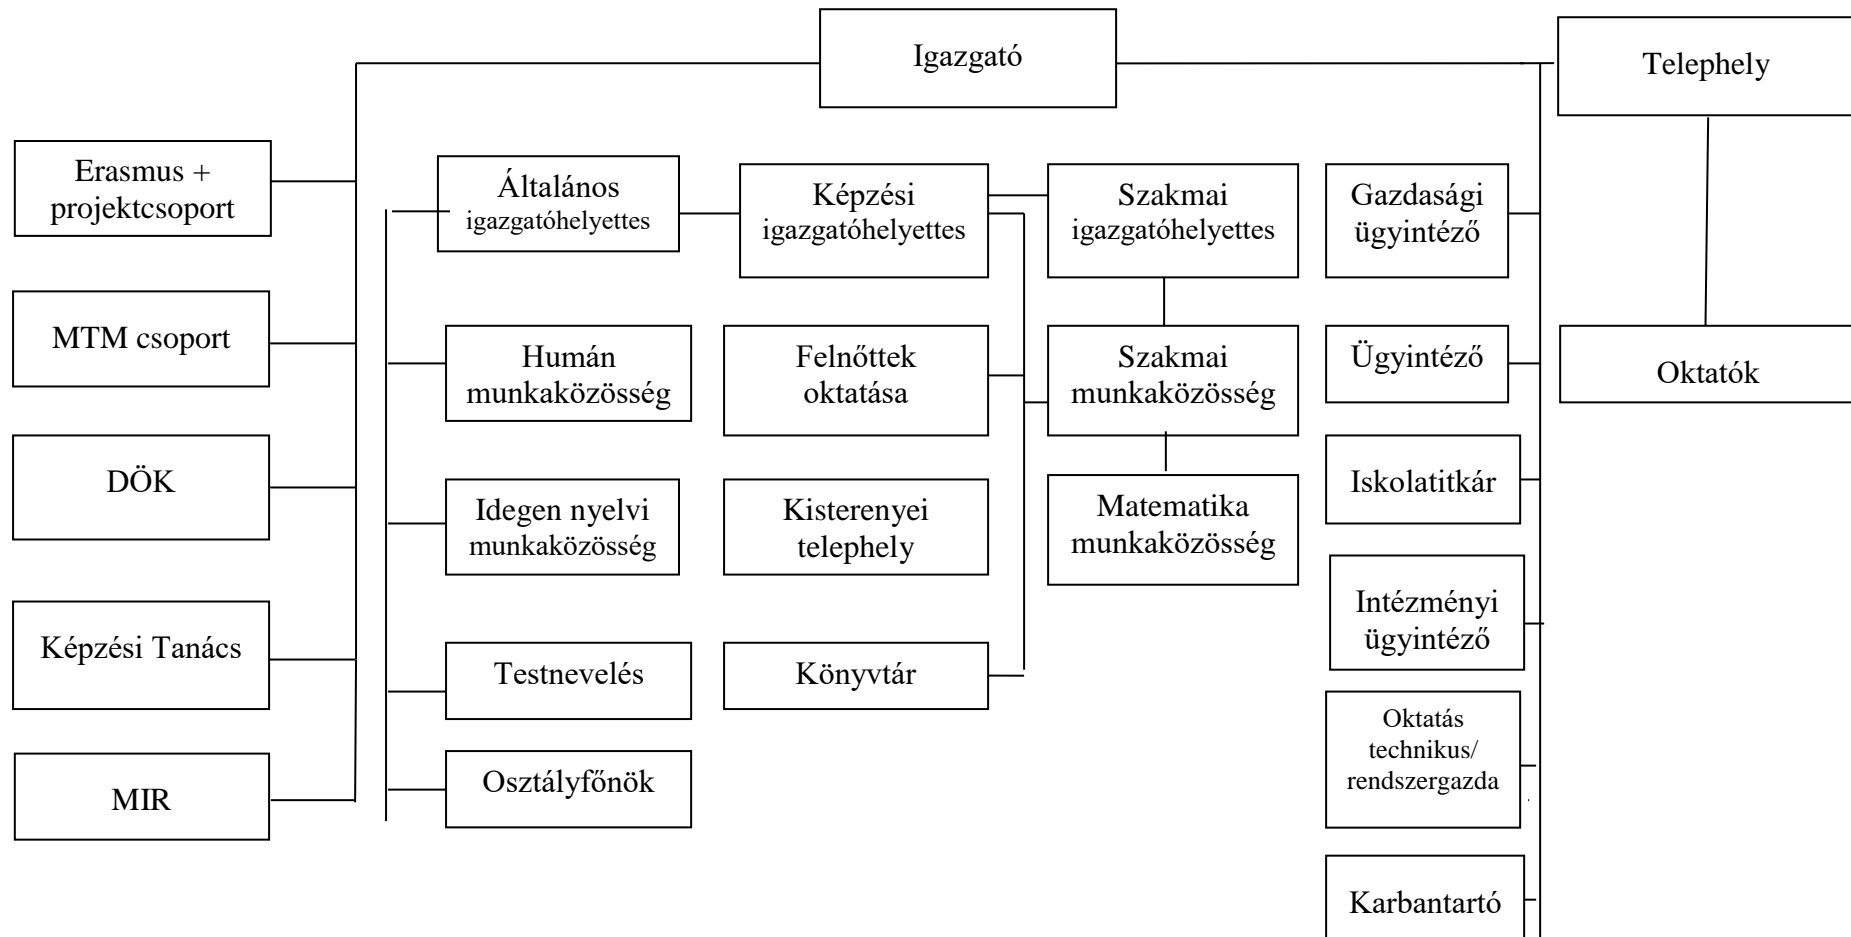 Igazgató
Telephely
Erasmus +
projektcsoport
Általános
igazgatóhelyettes
Képzési
igazgatóhelyettes
Szakmai
igazgatóhelyettes
Gazdasági
ügyintéző
MTM csoport
Humán
munkaközösség
Felnőttek
oktatása
Szakmai
munkaközösség
Ügyintéző
Oktatók
DÖK
Idegen nyelvi
munkaközösség
Kisterenyei
telephely
Matematika
munkaközösség
Iskolatitkár
Képzési Tanács
Testnevelés
Könyvtár
Intézményi
ügyintéző
MIR
Osztályfőnök
Oktatás
technikus/
rendszergazda
Karbantartó